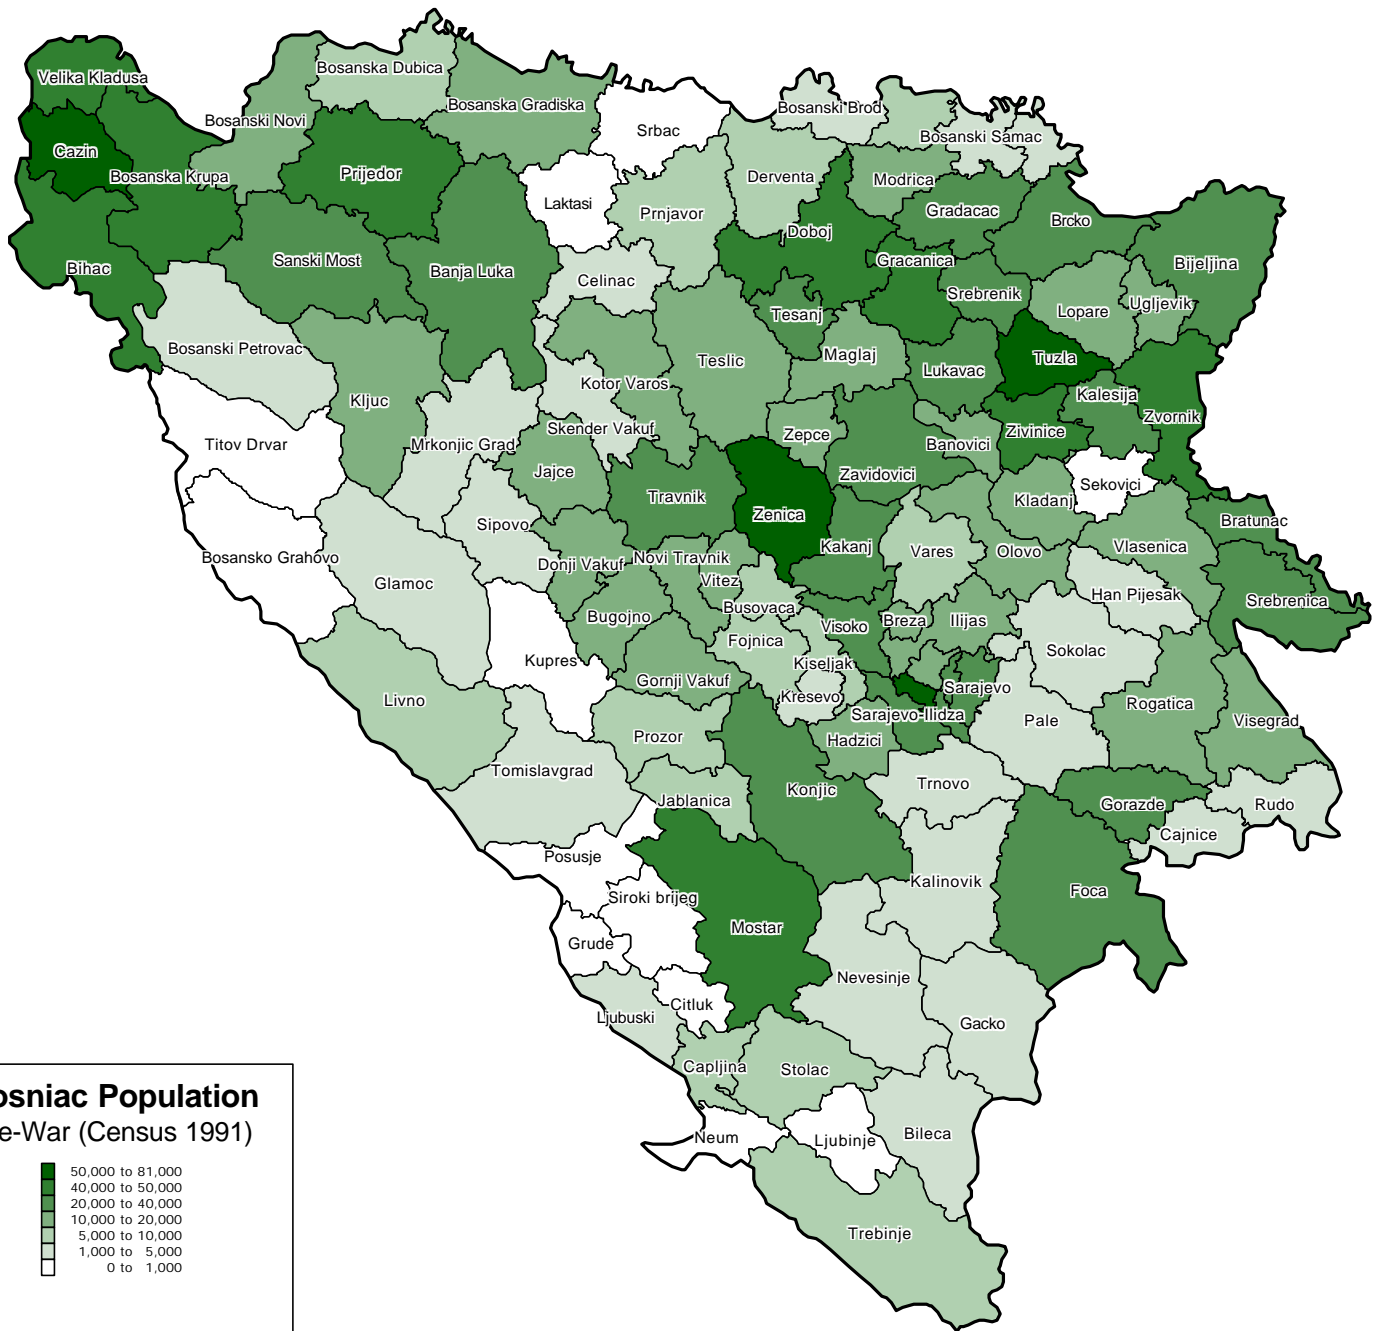 Velika Kladusa
Bosanska Dubica
Bosanska Gradiska
Bosanski Novi
Srbac
Bosanski Brod
Bosanski Samac
Cazin
Bosanska Krupa
Prijedor
Laktasi
Prnjavor
Derventa
Modrica
Gradacac
Brcko
Doboj
Bihac
Sanski Most
Banja Luka
Celinac
Gracanica
Srebrenik
Bijeljina
Lopare
Ugljevik
Tesanj
Bosanski Petrovac
Teslic
Maglaj
Lukavac
Tuzla
Kljuc
Kotor Varos
Kalesija
Zvornik
Titov Drvar
Mrkonjic Grad
Skender Vakuf
Zepce
Banovici
Zivinice
Jajce
Zavidovici
Sekovici
Travnik
Kladanj
Sipovo
Zenica
Bratunac
Bosansko Grahovo
Donji Vakuf
Novi Travnik
Kakanj
Vares
Olovo
Vlasenica
Glamoc
Vitez
Han Pijesak
Srebrenica
Busovaca
Bugojno
Visoko
Breza
Ilijas
Fojnica
Sokolac
Kupres
Kiseljak
Gornji Vakuf
Kresevo
Sarajevo
Livno
Sarajevo-Ilidza
Pale
Rogatica
Visegrad
Prozor
Hadzici
Tomislavgrad
Trnovo
Jablanica
Konjic
Gorazde
Rudo
Cajnice
Posusje
Kalinovik
Foca
Siroki brijeg
Mostar
Grude
Nevesinje
Citluk
Ljubuski
Gacko
Capljina
Stolac
Neum
Ljubinje
Bileca
Trebinje
osniac Population
e-War (Census 1991)
50,000 to 81,000
40,000 to 50,000
20,000 to 40,000
10,000 to 20,000
5,000 to 10,000
1,000 to 5,000
0 to 1,000